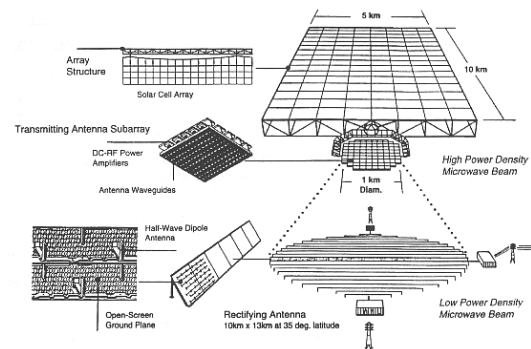 5 km
10 km
Array
Structure
Solar Cell Array
Transmitting Antenna Subarray
DC-RF Power
Amplifiers
Antenna Waveguides
High Power Density
Microwave Beam
1 km
Diam.
Half-Wave Dipole
Antenna
Open-Screen
Ground Plane
Rectifying Antenna
10km x 13km at 35 deg. latitude
Low Power Density
Microwave Beam